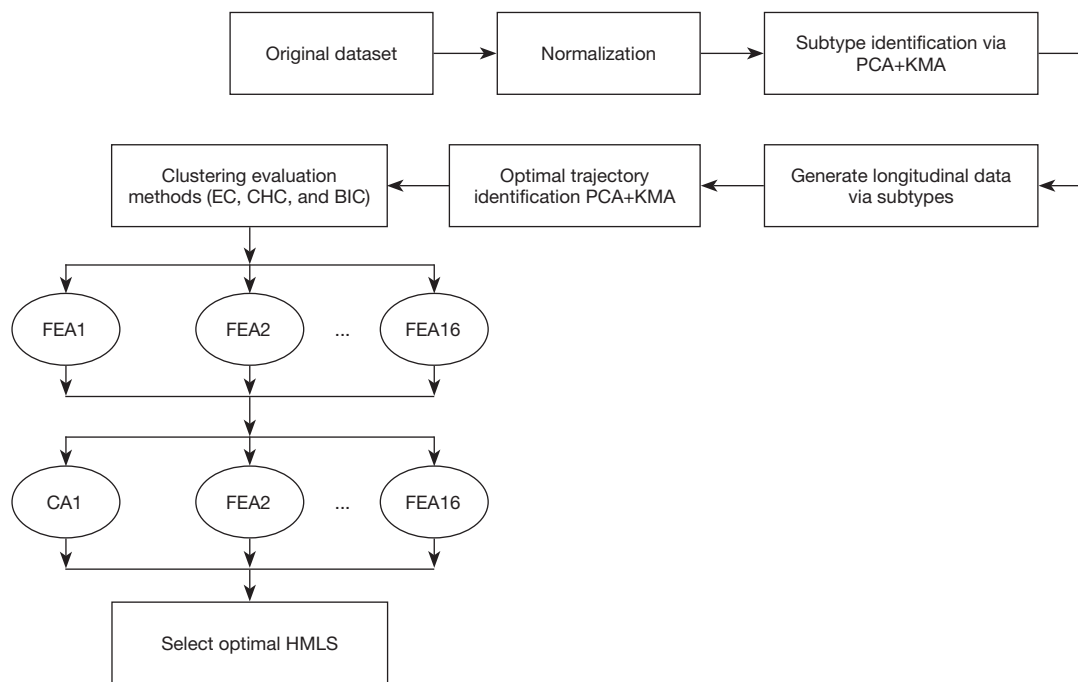 Original dataset
Normalization
Subtype identification via
PCA+KMA
Clustering evaluation
methods (EC, CHC, and BIC)
Optimal trajectory
identification PCA+KMA
Generate longitudinal data
via subtypes
FEA1
FEA2
...
FEA16
CA1
FEA2
...
FEA16
Select optimal HMLS